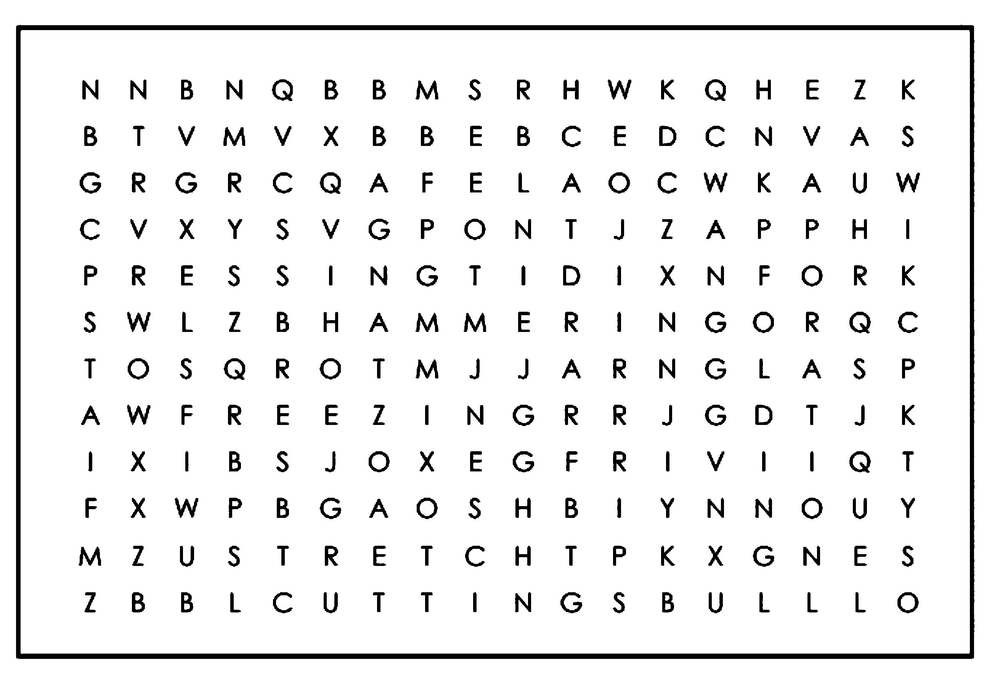 N N B N Q B B M S R H W K Q H E Z K
B T V M V X B B E B C E D C N V A S
G R G R C Q A F E L A O C W K A U W
C V X Y S V G P O N T J Z A P P H I
P R E S S I N G T I D I X N F O R K
S W L Z B H A M M E R I N G O R Q C
T O S Q R O T M J J A R N G L A S P
A W F R E E Z I N G R R J G D T J K
I X I B S J O X E G F R I V I I Q T
F X W P B G A O S H B I Y N N O U Y
M Z U S T R E T C H T P K X G N E S
Z B B L C U T T I N G S B U L L L O